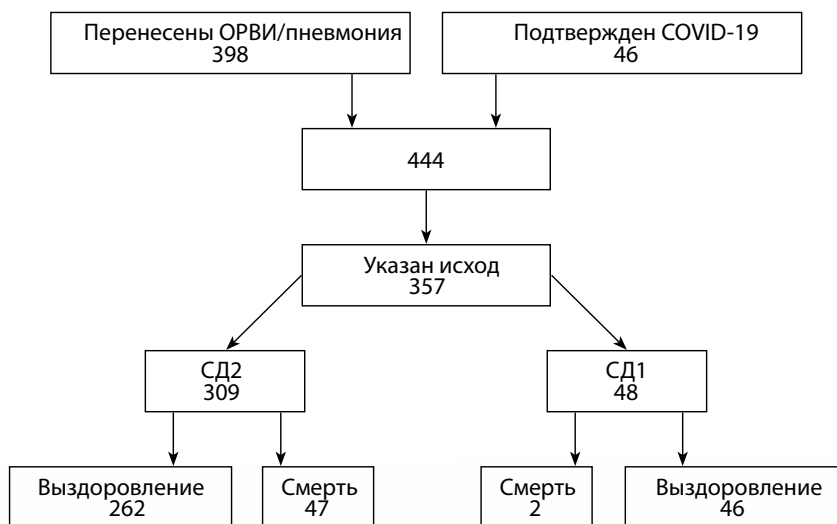 Перенесены ОРВИ/пневмония
398
Подтвержден COVID-19
46
444
Указан исход
357
СД2
309
СД1
48
Выздоровление
262
Смерть
47
Смерть
2
Выздоровление
46